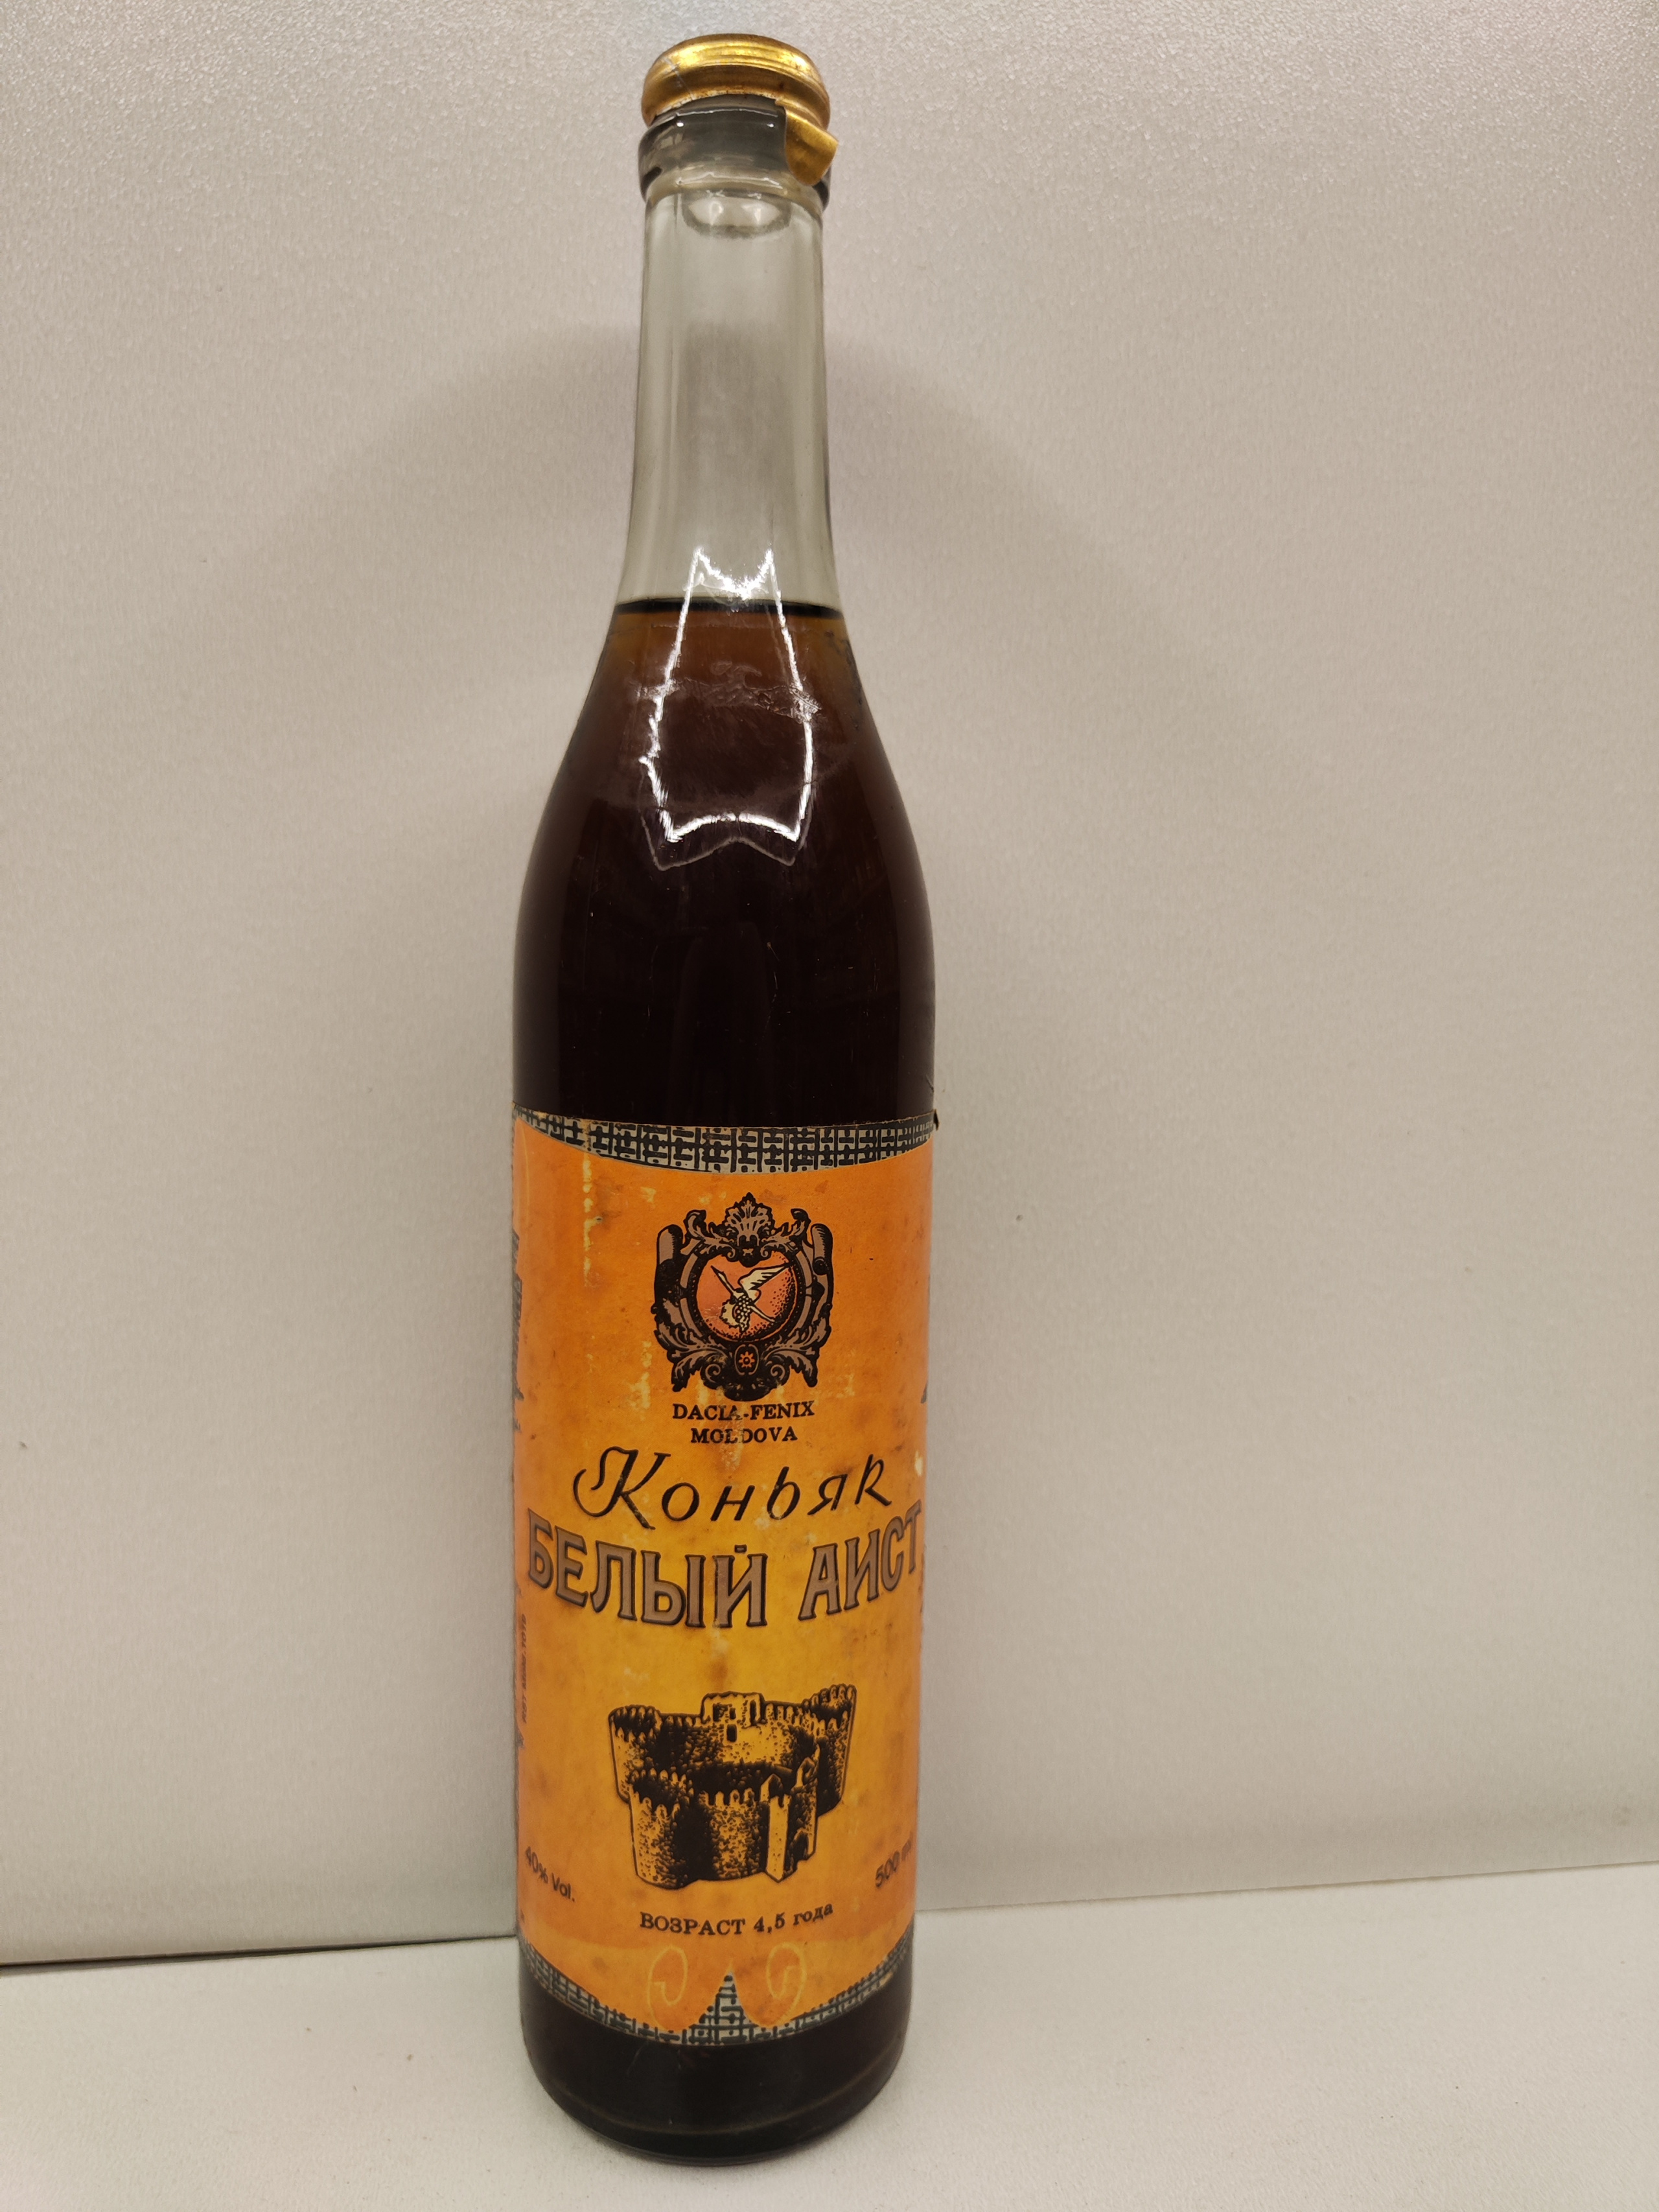 DACIA-FENIX
MOLDOVA
Коньяк
БЕЛЫЙ АИСТ
40% Vol.
500 ml
ВОЗРАСТ 4,5 года